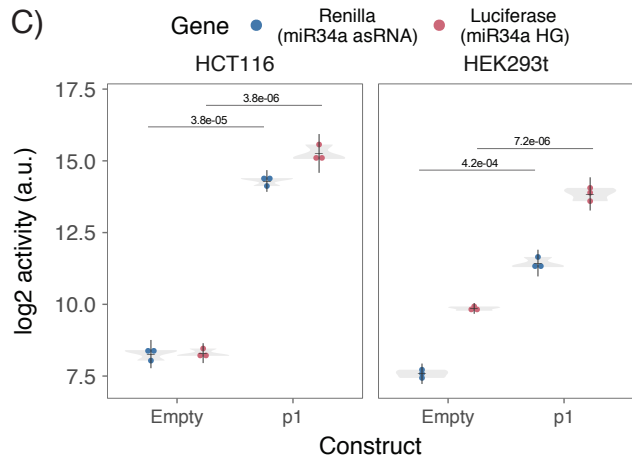 C)
Gene
Renilla
(miR34a asRNA)
Luciferase
(miR34a HG)
HCT116
HEK293t
log2 activity (a.u.)
17.5
15.0
12.5
10.0
7.5
3.8e-06
3.8e-05
7.2e-06
4.2e-04
Empty
p1
Empty
p1
Construct